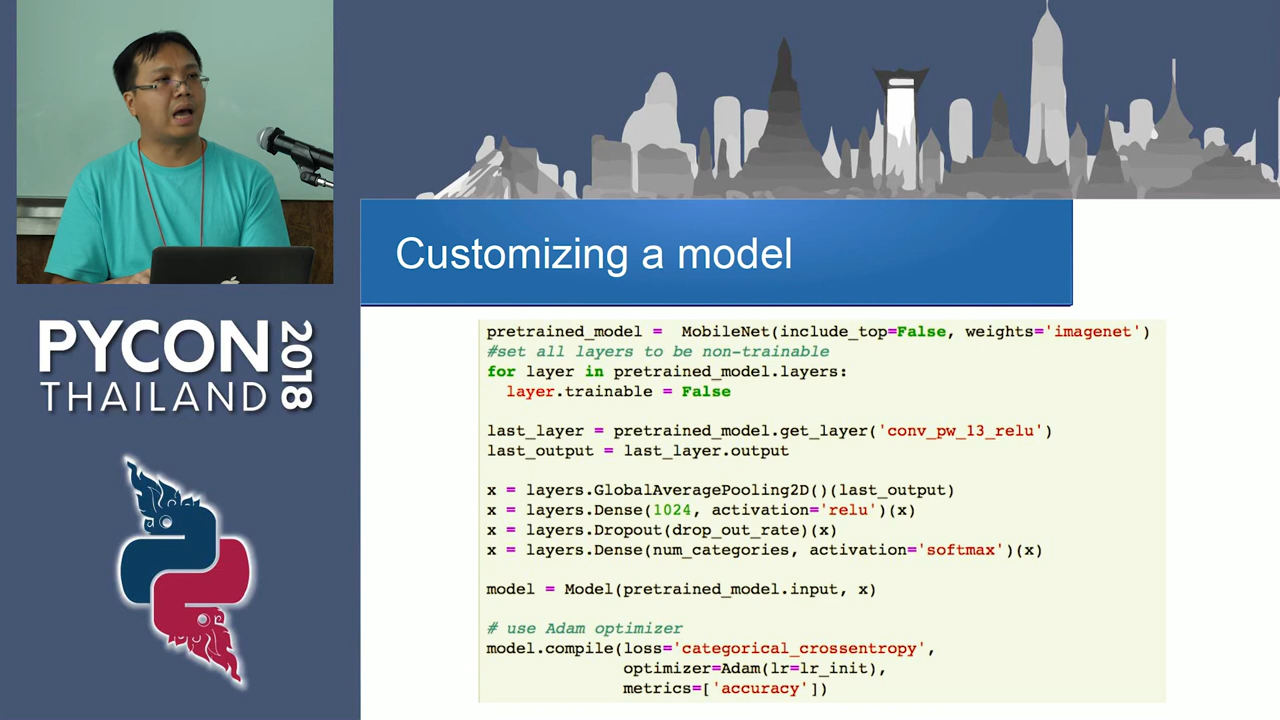 PYCON
THAILAND
2018
Customizing a model
pretrained_model =  MobileNet(include_top=False, weights='imagenet')
#set all layers to be non-trainable
for layer in pretrained_model.layers:
  layer.trainable = False
last_layer = pretrained_model.get_layer('conv_pw_13_relu')
last_output = last_layer.output
x = layers.GlobalAveragePooling2D()(last_output)
x = layers.Dense(1024, activation='relu')(x)
x = layers.Dropout(drop_out_rate)(x)
x = layers.Dense(num_categories, activation='softmax')(x)
model = Model(pretrained_model.input, x)
# use Adam optimizer
model.compile(loss='categorical_crossentropy',
              optimizer=Adam(lr=lr_init),
              metrics=['accuracy'])